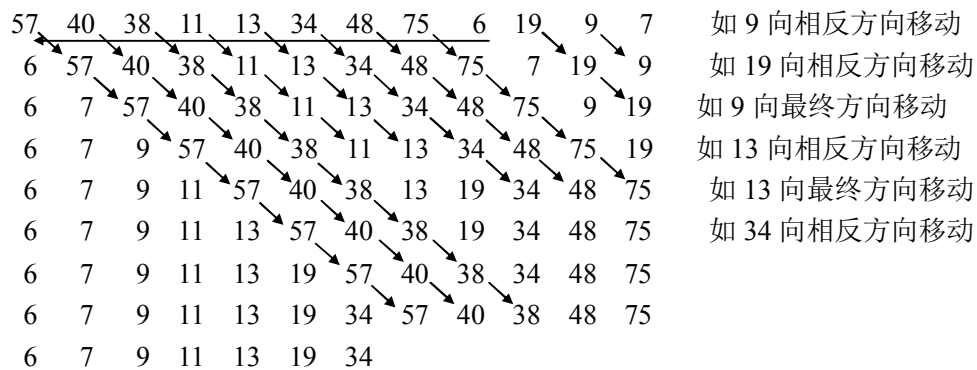 57 40 38 11 13 34 48 75 6 19 9 7 如 9 向相反方向移动
6 57 40 38 11 13 34 48 75 7 19 9 如 19 向相反方向移动
6 7 57 40 38 11 13 34 48 75 9 19 如 9 向最终方向移动
6 7 9 57 40 38 11 13 34 48 75 19 如 13 向相反方向移动
6 7 9 11 57 40 38 13 19 34 48 75 如 13 向最终方向移动
6 7 9 11 13 57 40 38 19 34 48 75 如 34 向相反方向移动
6 7 9 11 13 19 57 40 38 34 48 75
6 7 9 11 13 19 34 57 40 38 48 75
6 7 9 11 13 19 34